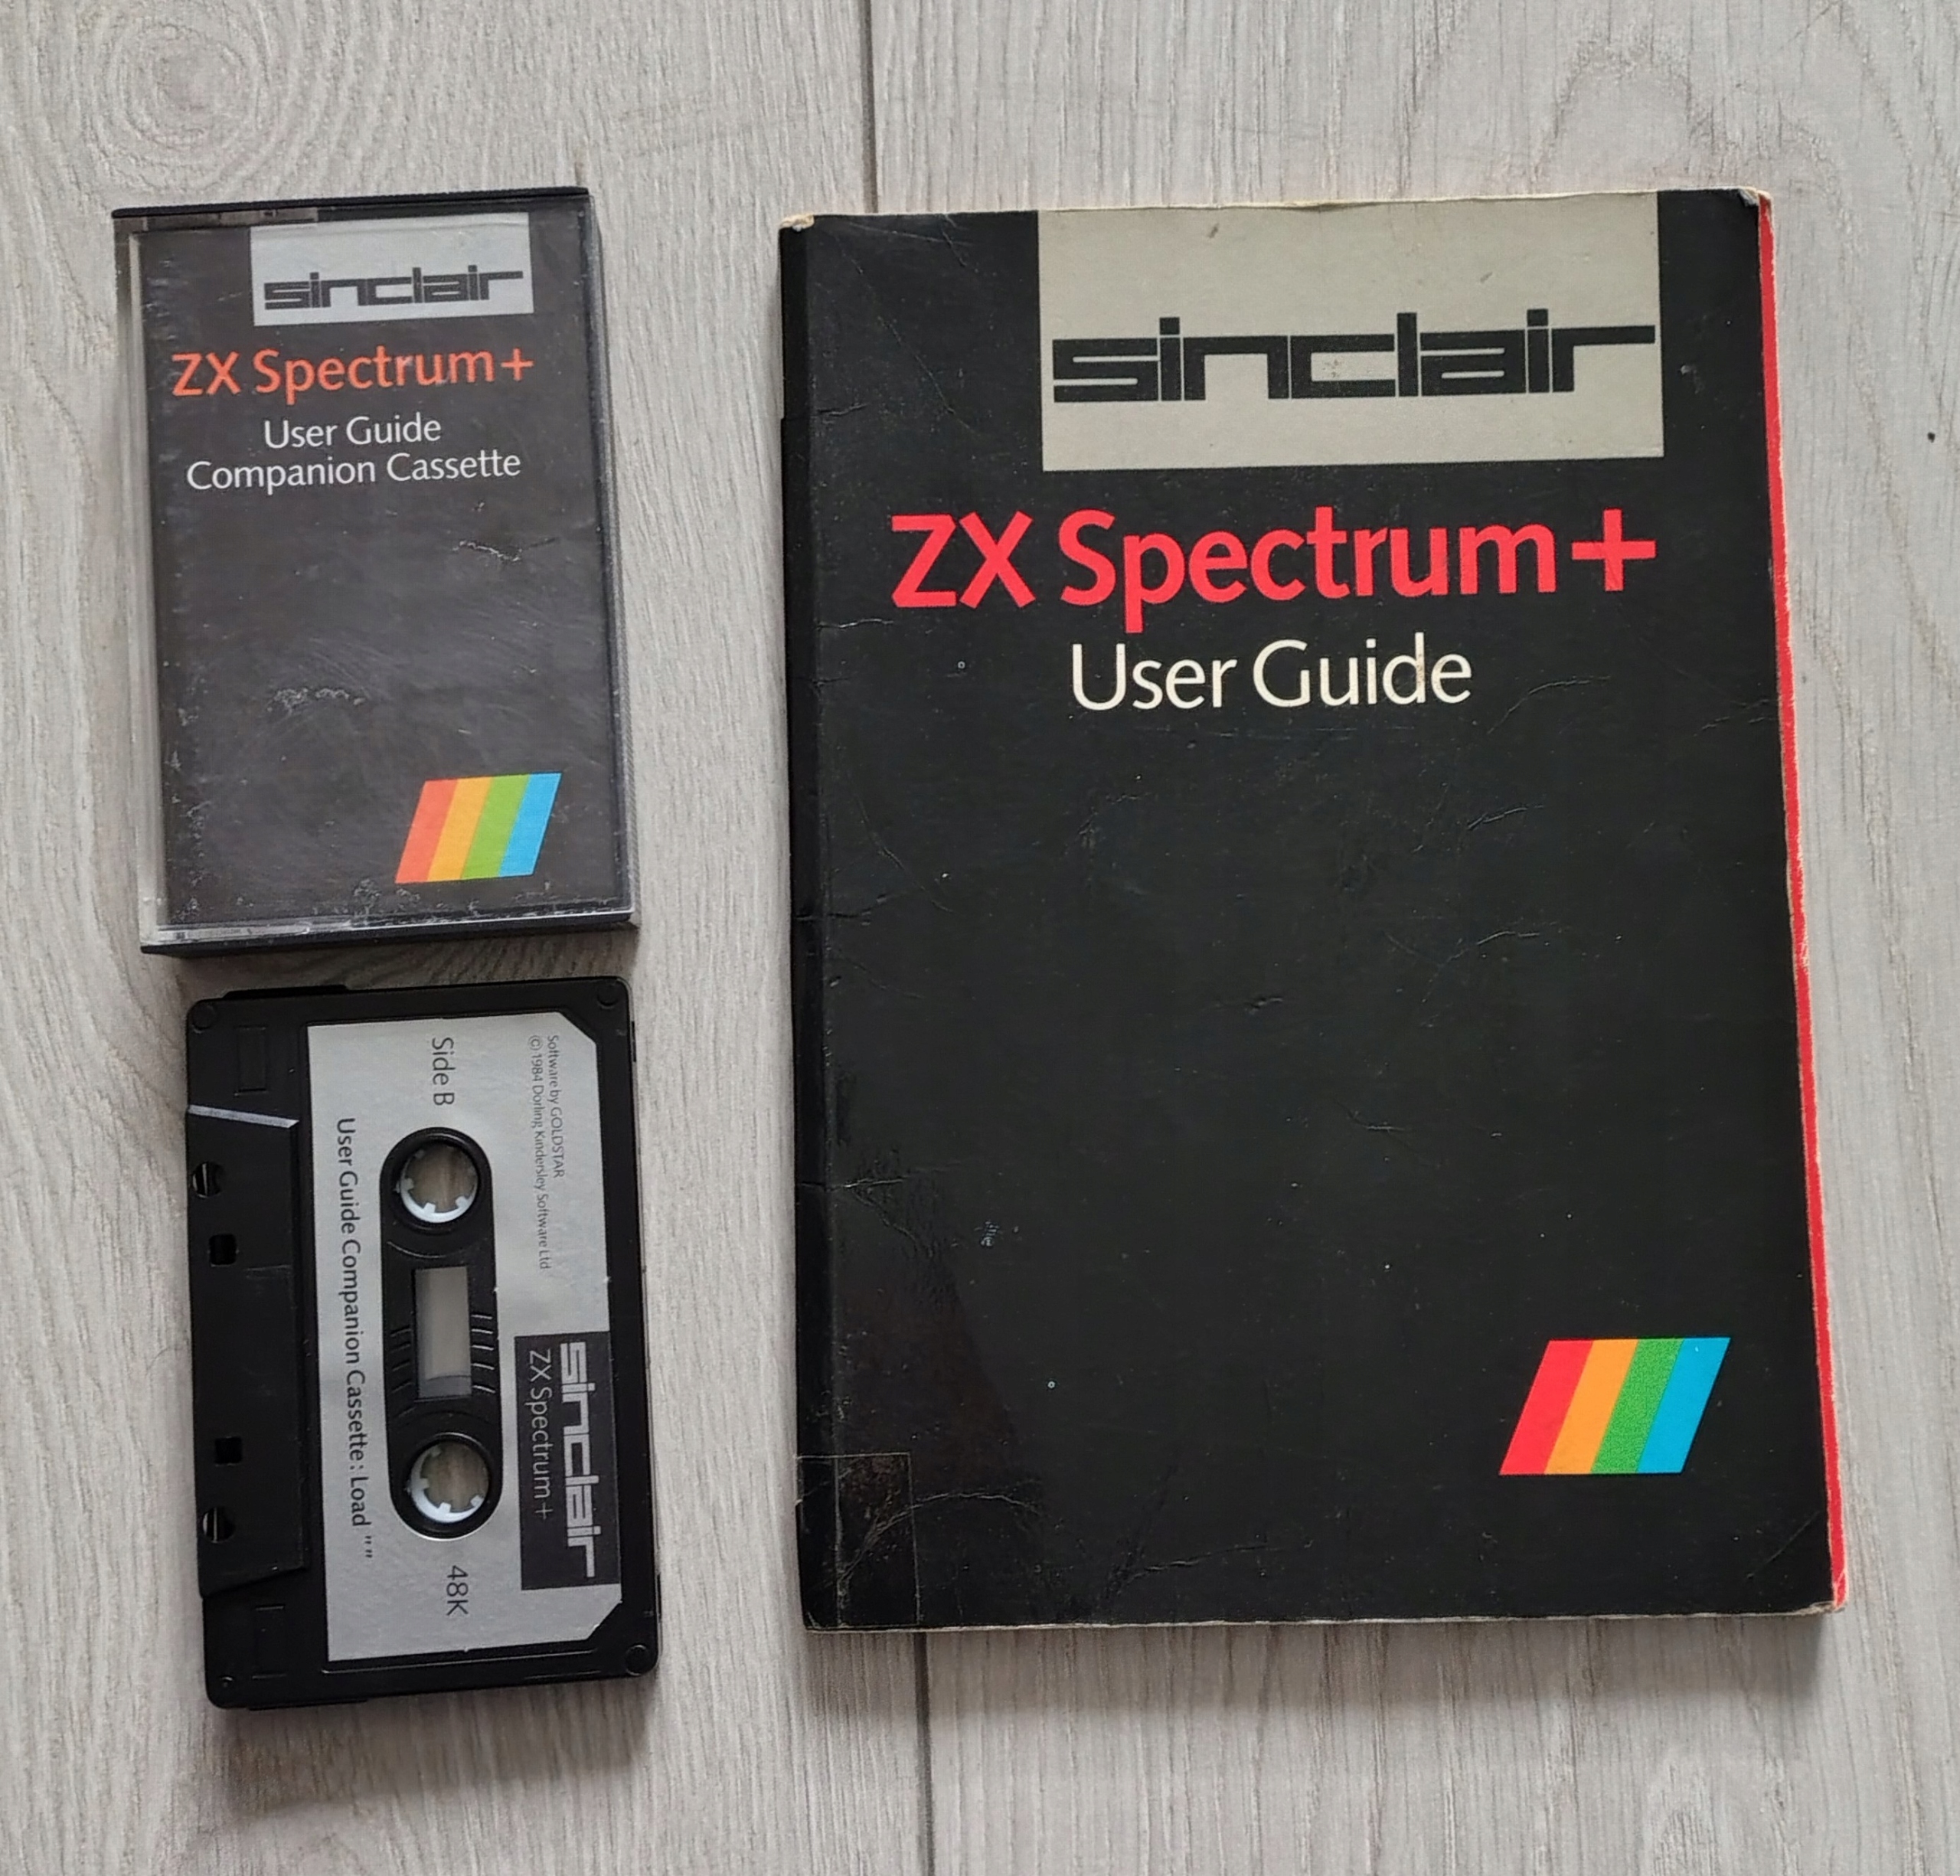 sinclair
ZX Spectrum+
User Guide
Companion Cassette
sinclair
ZX Spectrum+
User Guide
Software by GOLDSTAR
© 1984 Dorling Kindersley Software Ltd
sinclair
ZX Spectrum+
Side B
48K
User Guide Companion Cassette: Load " "